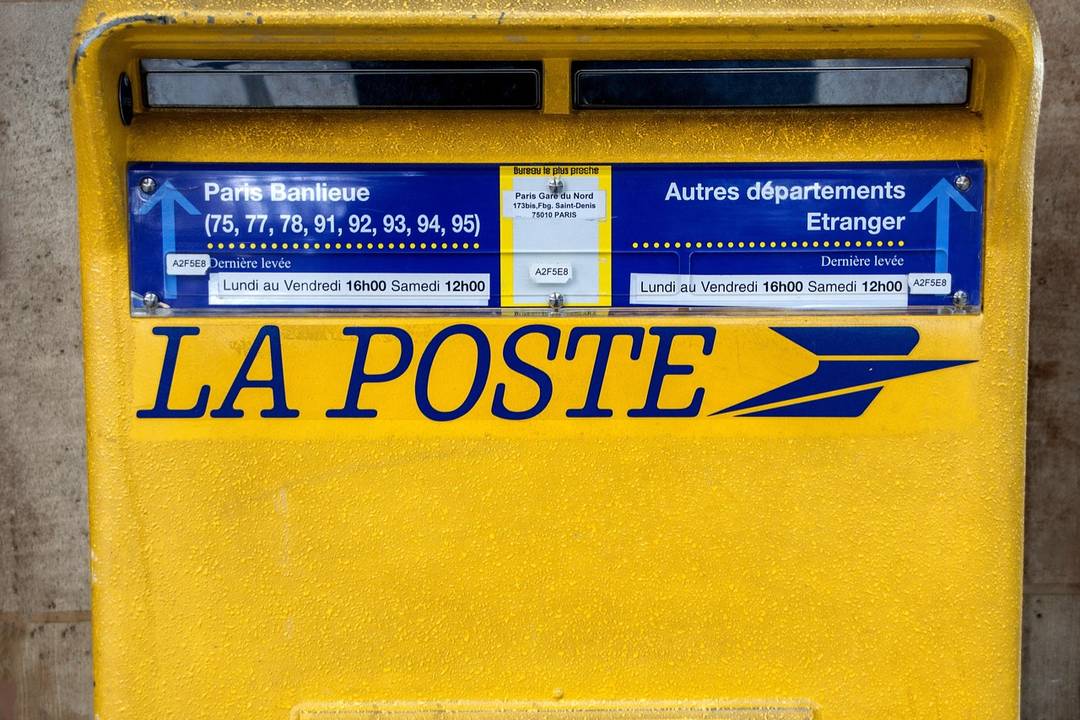 Paris Banlieue
(75, 77, 78, 91, 92, 93, 94, 95)
A2F5E8
Dernière levée
Lundi au Vendredi 16h00 Samedi 12h00
Bureau le plus proche
Paris Gare du Nord
173bis,Fbg. Saint-Denis
75010 PARIS
A2F5E8
Autres départements
Etranger
Dernière levée
Lundi au Vendredi 16h00 Samedi 12h00
A2F5E8
LA POSTE